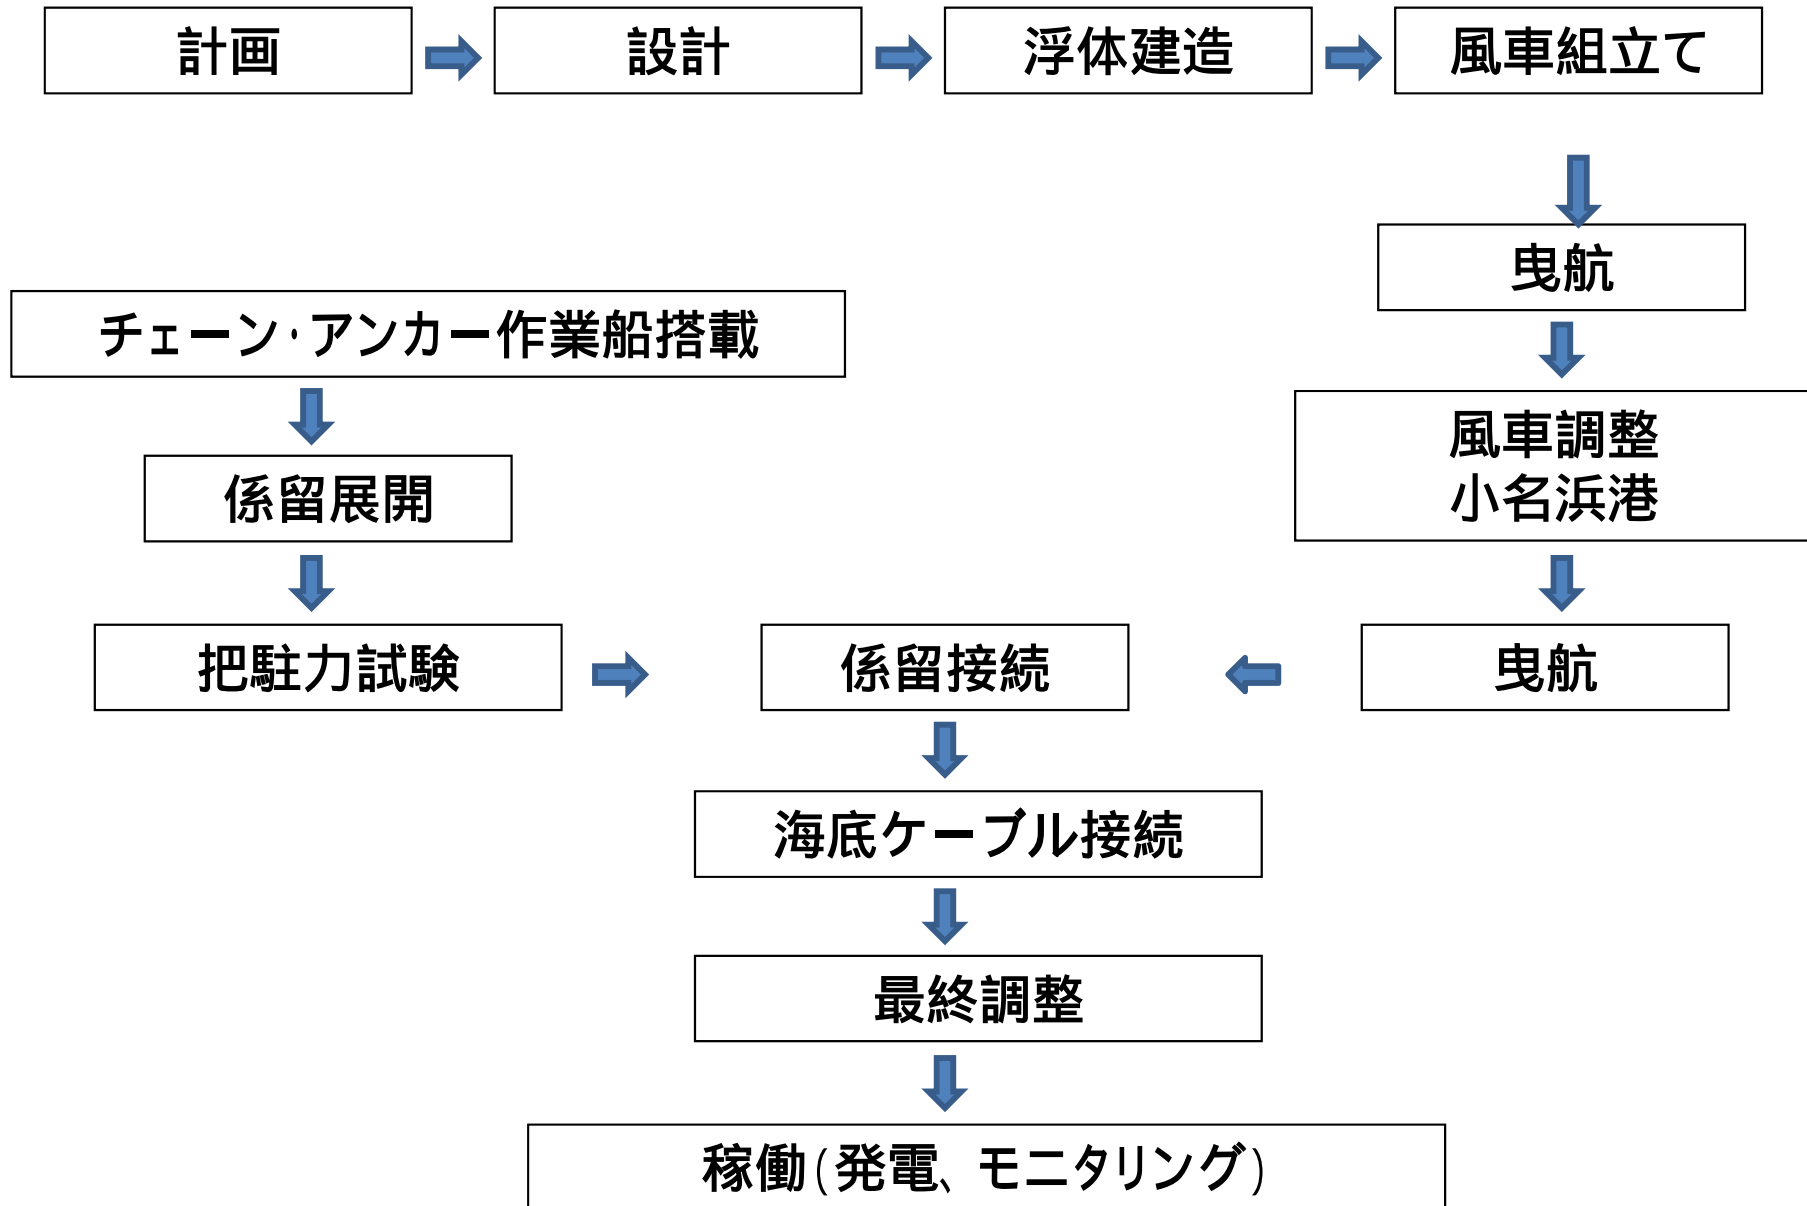 計画
設計
浮体建造
風車組立て
曳航
チェーン・アンカー作業船搭載
風車調整
小名浜港
係留展開
把駐力試験
係留接続
曳航
海底ケーブル接続
最終調整
稼働(発電、モニタリング)